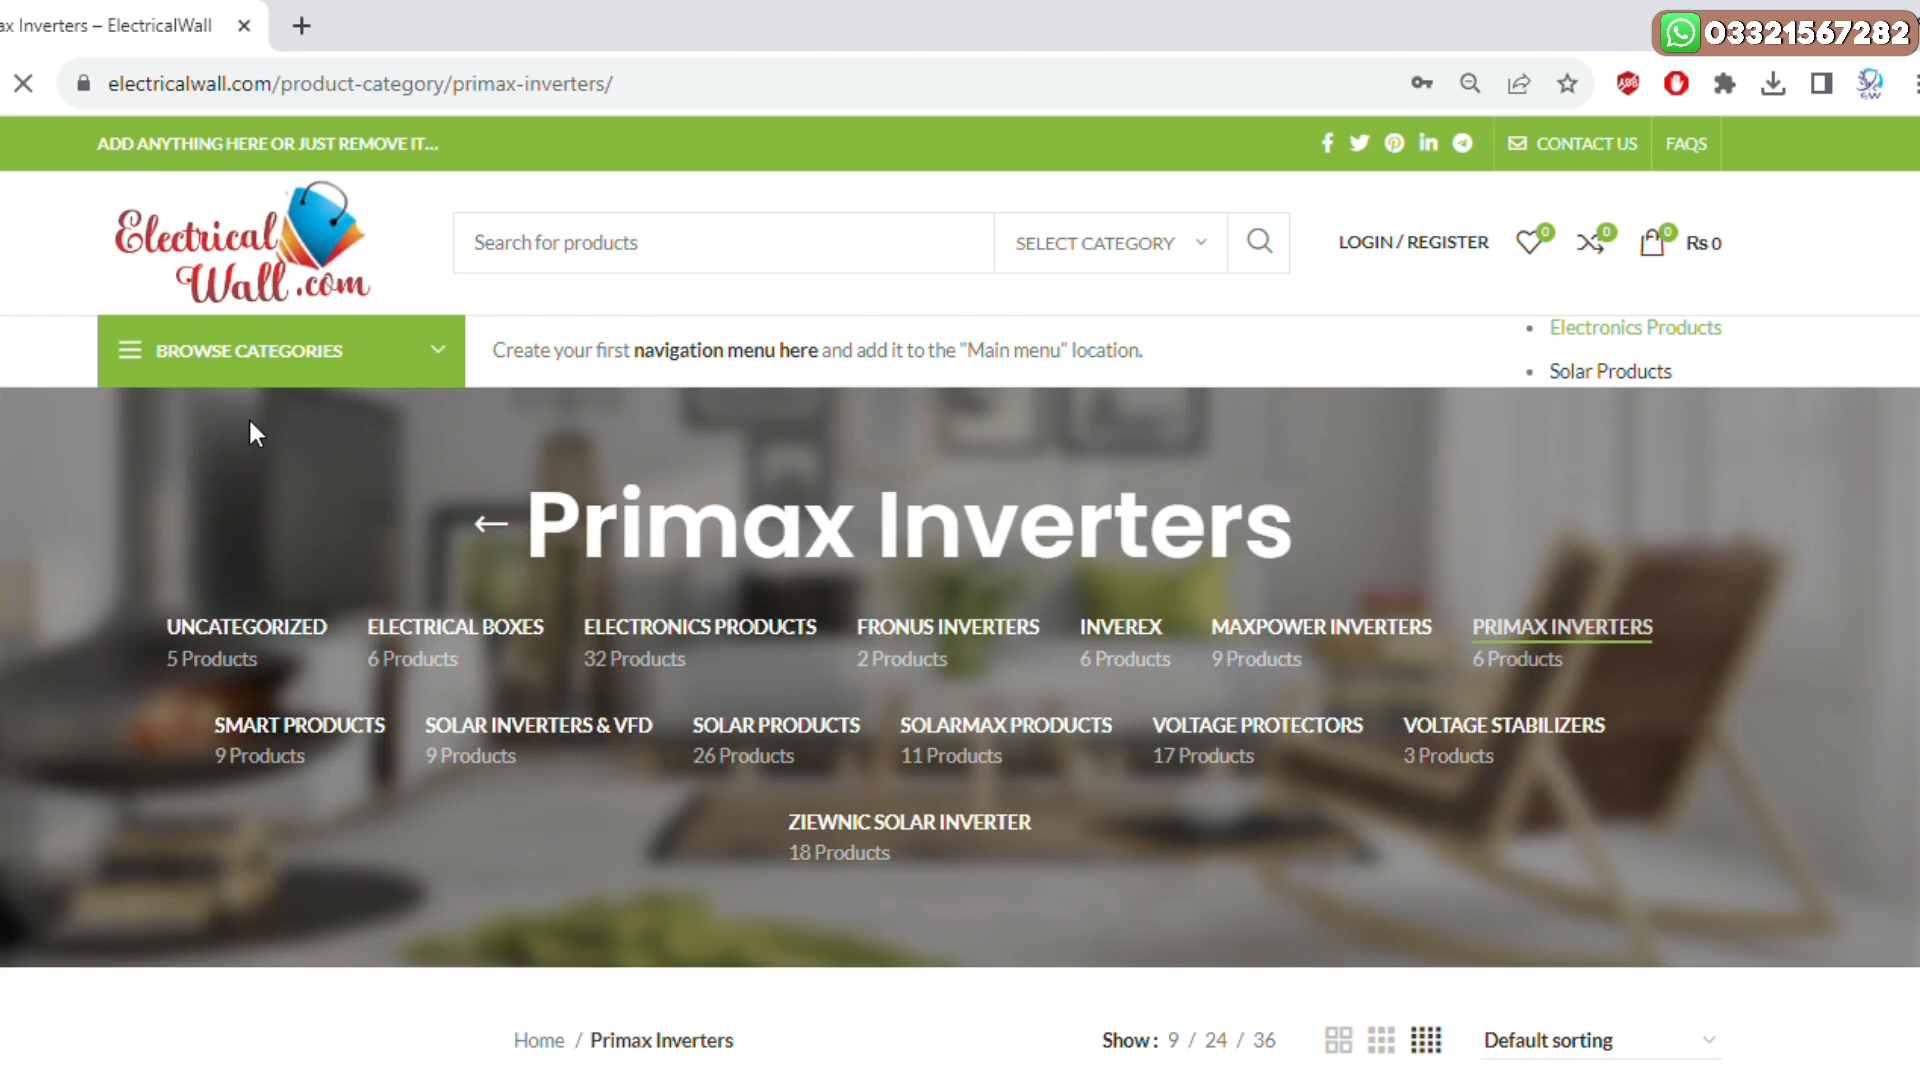 ax Inverters – ElectricalWall
03321567282
electricalwall.com/product-category/primax-inverters/
ADD ANYTHING HERE OR JUST REMOVE IT…
CONTACT US
FAQS
Electrical Wall.com
Search for products
SELECT CATEGORY
LOGIN / REGISTER
0
0
0
Rs 0
BROWSE CATEGORIES
Create your first navigation menu here and add it to the "Main menu" location.
• Electronics Products
• Solar Products
Primax Inverters
UNCATEGORIZED
5 Products
ELECTRICAL BOXES
6 Products
ELECTRONICS PRODUCTS
32 Products
FRONUS INVERTERS
2 Products
INVEREX
6 Products
MAXPOWER INVERTERS
9 Products
PRIMAX INVERTERS
6 Products
SMART PRODUCTS
9 Products
SOLAR INVERTERS & VFD
9 Products
SOLAR PRODUCTS
26 Products
SOLARMAX PRODUCTS
11 Products
VOLTAGE PROTECTORS
17 Products
VOLTAGE STABILIZERS
3 Products
ZIEWNIC SOLAR INVERTER
18 Products
Home / Primax Inverters
Show : 9 / 24 / 36
Default sorting